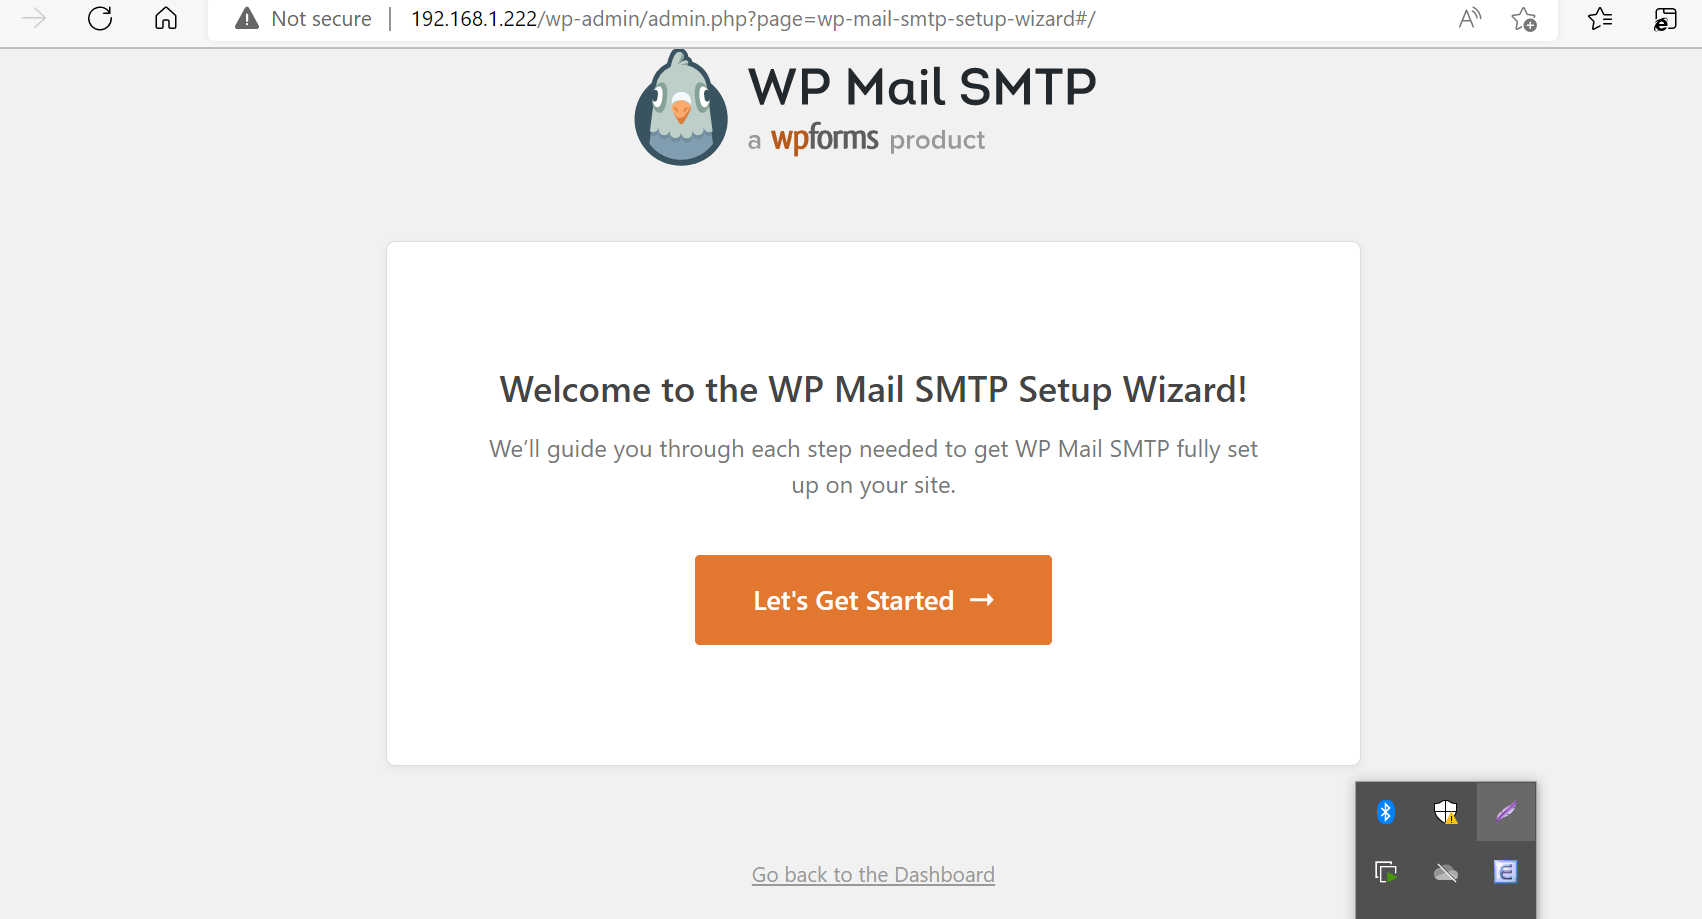 Not secure | 192.168.1.222/wp-admin/admin.php?page=wp-mail-smtp-setup-wizard#/
WP Mail SMTP
a wpforms product
Welcome to the WP Mail SMTP Setup Wizard!
We’ll guide you through each step needed to get WP Mail SMTP fully set
up on your site.
Let's Get Started →
Go back to the Dashboard